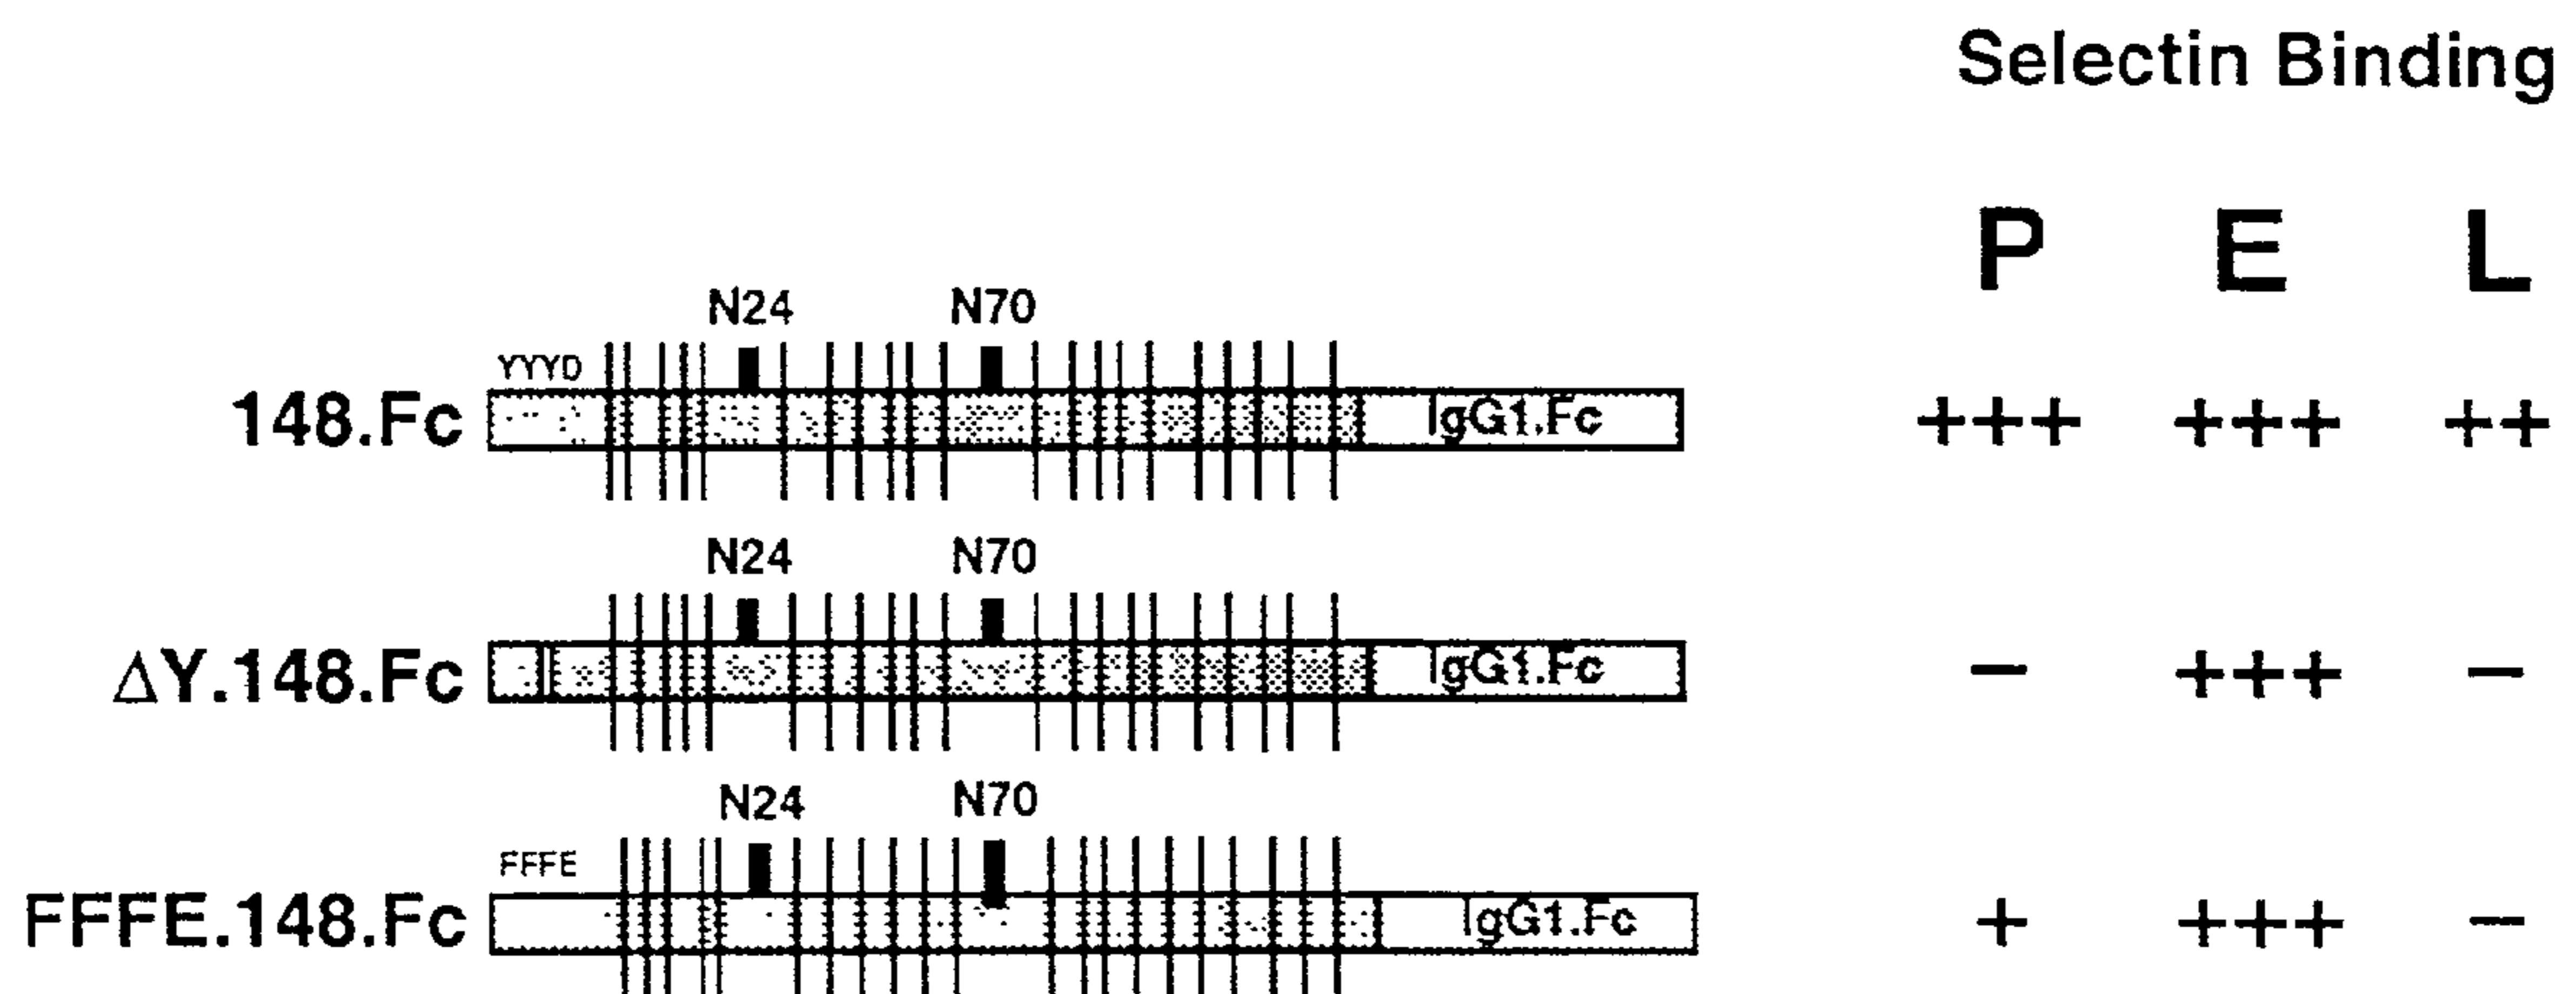 Selectin Binding
P E L
N24 N70
YYYD
148.Fc IgG1.Fc +++ +++ ++
N24 N70
ΔY.148.Fc IgG1.Fc − +++ −
N24 N70
FFFE
FFFE.148.Fc IgG1.Fc + +++ −